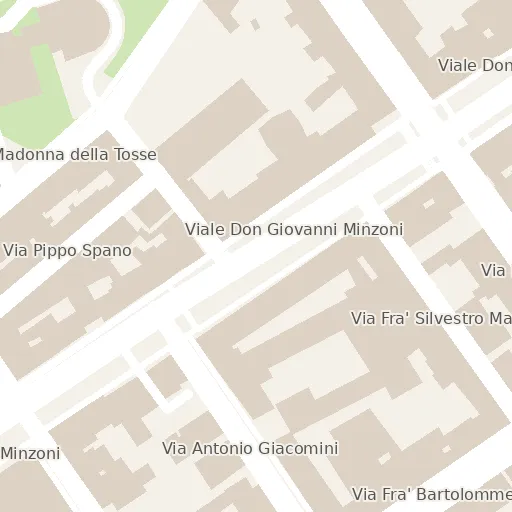 Viale Don
Madonna della Tosse
Viale Don Giovanni Minzoni
Via Pippo Spano
Via
Via Fra' Silvestro Ma
Via Antonio Giacomini
Minzoni
Via Fra' Bartolomme